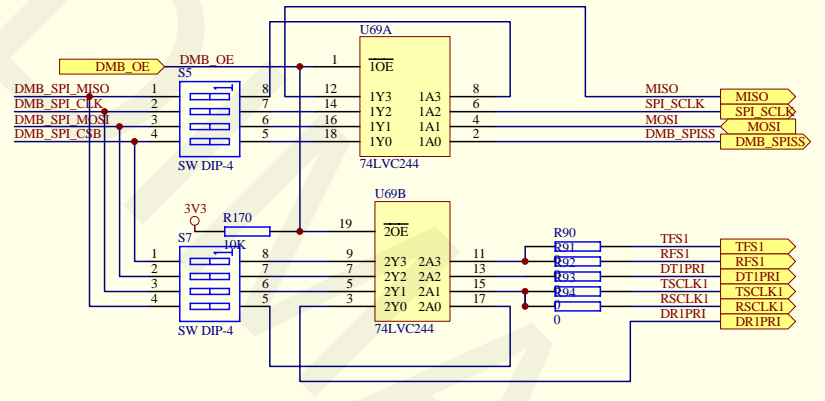 U69A
DMB_OE DMB_OE 1 1OE
S5
DMB_SPI_MISO 1 8 12 1Y3 1A3 8 MISO MISO
DMB_SPI_CLK 2 7 14 1Y2 1A2 6 SPI_SCLK SPI_SCLK
DMB_SPI_MOSI 3 6 16 1Y1 1A1 4 MOSI MOSI
DMB_SPI_CSB 4 5 18 1Y0 1A0 2 DMB_SPISS DMB_SPISS
SW DIP-4 74LVC244
U69B
3V3 R170 19 2OE
10K
S7
R90 TFS1 TFS1
1 8 9 2Y3 2A3 11 R91 RFS1 RFS1
2 7 7 2Y2 2A2 13 0 R92 DT1PRI DT1PRI
3 6 5 2Y1 2A1 15 0 R93 TSCLK1 TSCLK1
4 5 3 2Y0 2A0 17 R94 RSCLK1 RSCLK1
SW DIP-4 74LVC244 0 DR1PRI DR1PRI
0